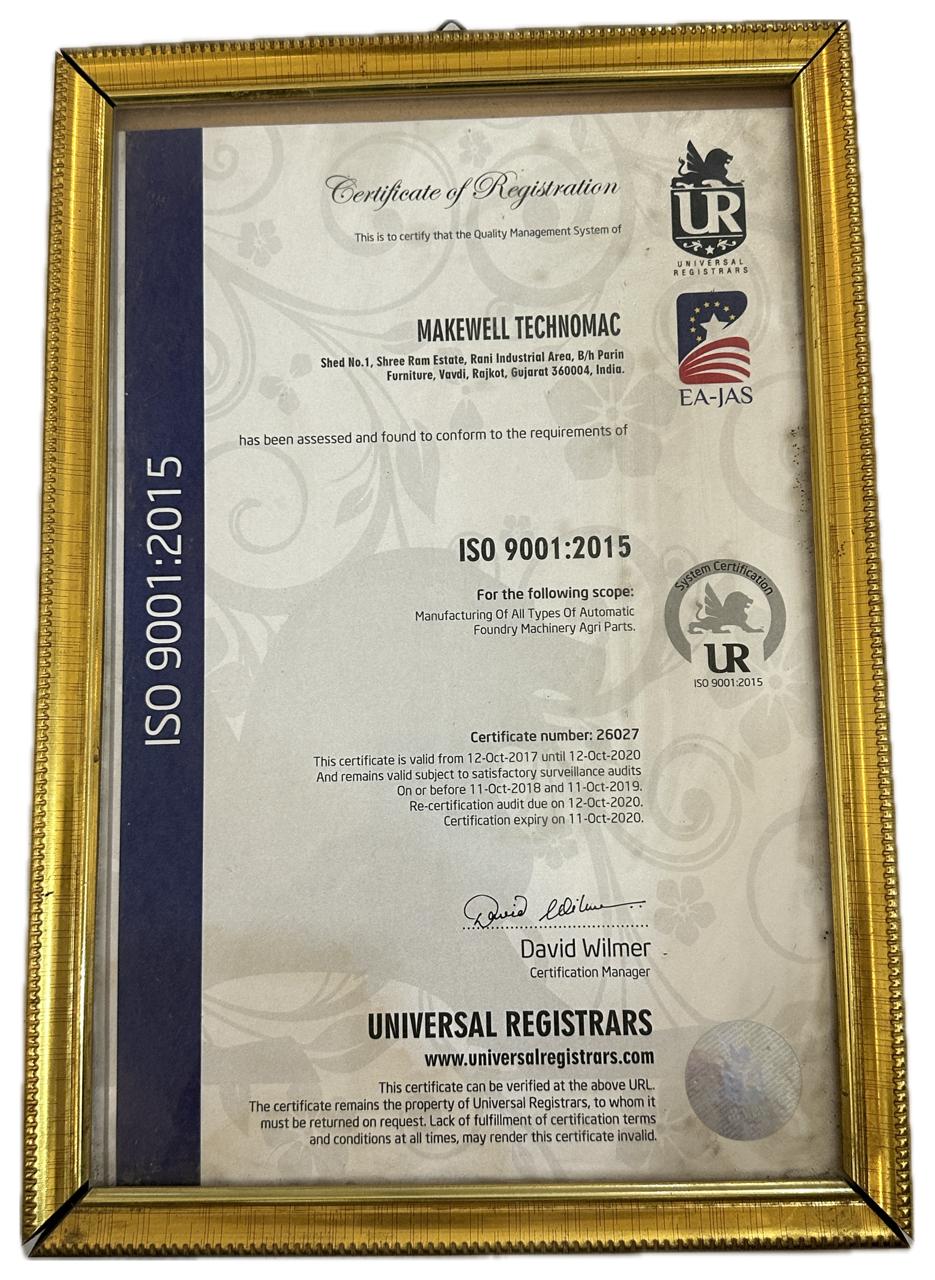 Certificate of Registration
This is to certify that the Quality Management System of
UR
UNIVERSAL
REGISTRARS
MAKEWELL TECHNOMAC
Shed No.1, Shree Ram Estate, Rani Industrial Area, B/h Parin
Furniture, Vavdi, Rajkot, Gujarat 360004, India.
EA-JAS
has been assessed and found to conform to the requirements of
ISO 9001:2015
ISO 9001:2015
For the following scope:
Manufacturing Of All Types Of Automatic
Foundry Machinery Agri Parts.
System Certification
UR
ISO 9001:2015
Certificate number: 26027
This certificate is valid from 12-Oct-2017 until 12-Oct-2020
And remains valid subject to satisfactory surveillance audits
On or before 11-Oct-2018 and 11-Oct-2019.
Re-certification audit due on 12-Oct-2020.
Certification expiry on 11-Oct-2020.
David Wilmer
David Wilmer
Certification Manager
UNIVERSAL REGISTRARS
www.universalregistrars.com
This certificate can be verified at the above URL.
The certificate remains the property of Universal Registrars, to whom it
must be returned on request. Lack of fulfillment of certification terms
and conditions at all times, may render this certificate invalid.